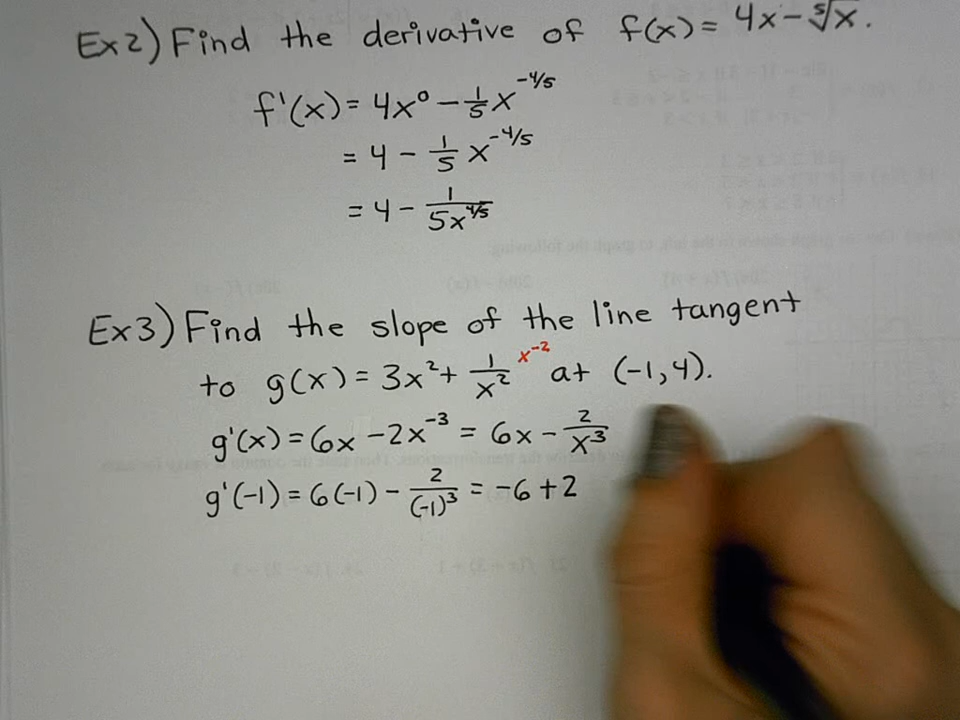 Ex2) Find the derivative of f(x) = 4x - ⁵√x.
f'(x) = 4x⁰ - 1/5 x^(-4/5)
= 4 - 1/5 x^(-4/5)
= 4 - 1/(5x^(4/5))
Ex3) Find the slope of the line tangent
to g(x) = 3x² + 1/x² x⁻² at (-1, 4).
g'(x) = 6x - 2x⁻³ = 6x - 2/x³
g'(-1) = 6(-1) - 2/(-1)³ = -6 + 2